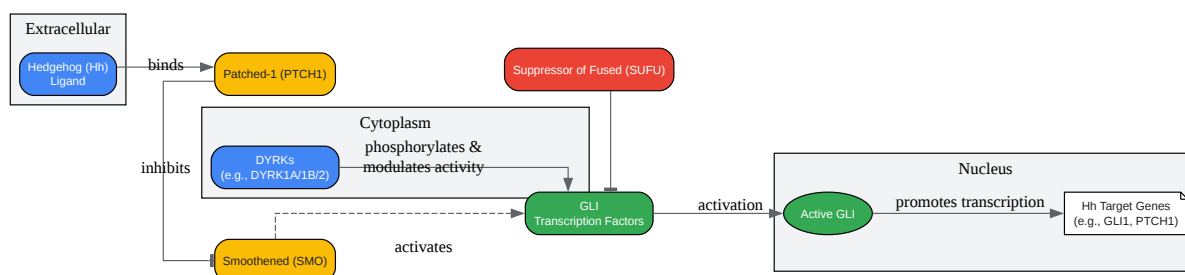 Extracellular
Hedgehog (Hh)
Ligand
binds
Patched-1 (PTCH1)
Suppressor of Fused (SUFU)
Cytoplasm
phosphorylates &
modulates activity
DYRKs
(e.g., DYRK1A/1B/2)
inhibits
GLI
Transcription Factors
activation
Nucleus
Active GLI
promotes transcription
Hh Target Genes
(e.g., GLI1, PTCH1)
activates
Smoothened (SMO)